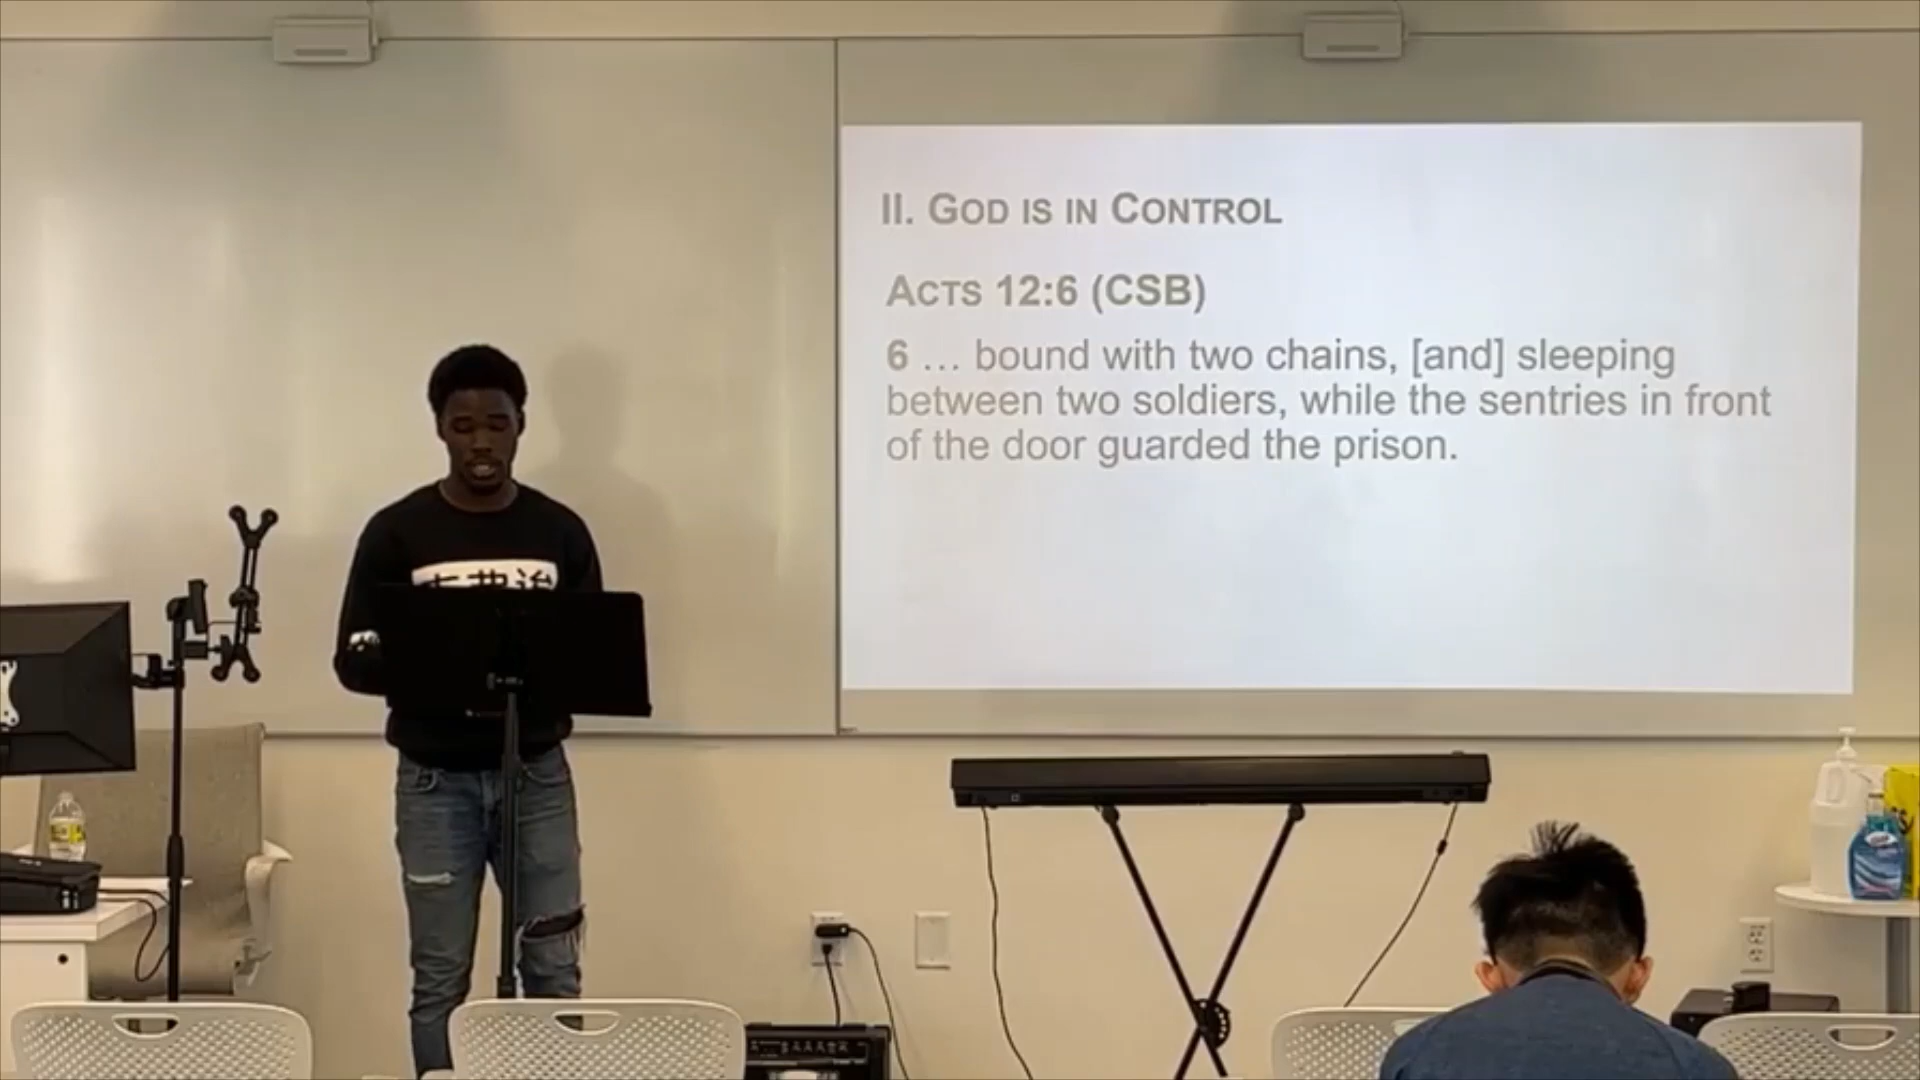 II. GOD IS IN CONTROL
ACTS 12:6 (CSB)
6 … bound with two chains, [and] sleeping
between two soldiers, while the sentries in front
of the door guarded the prison.